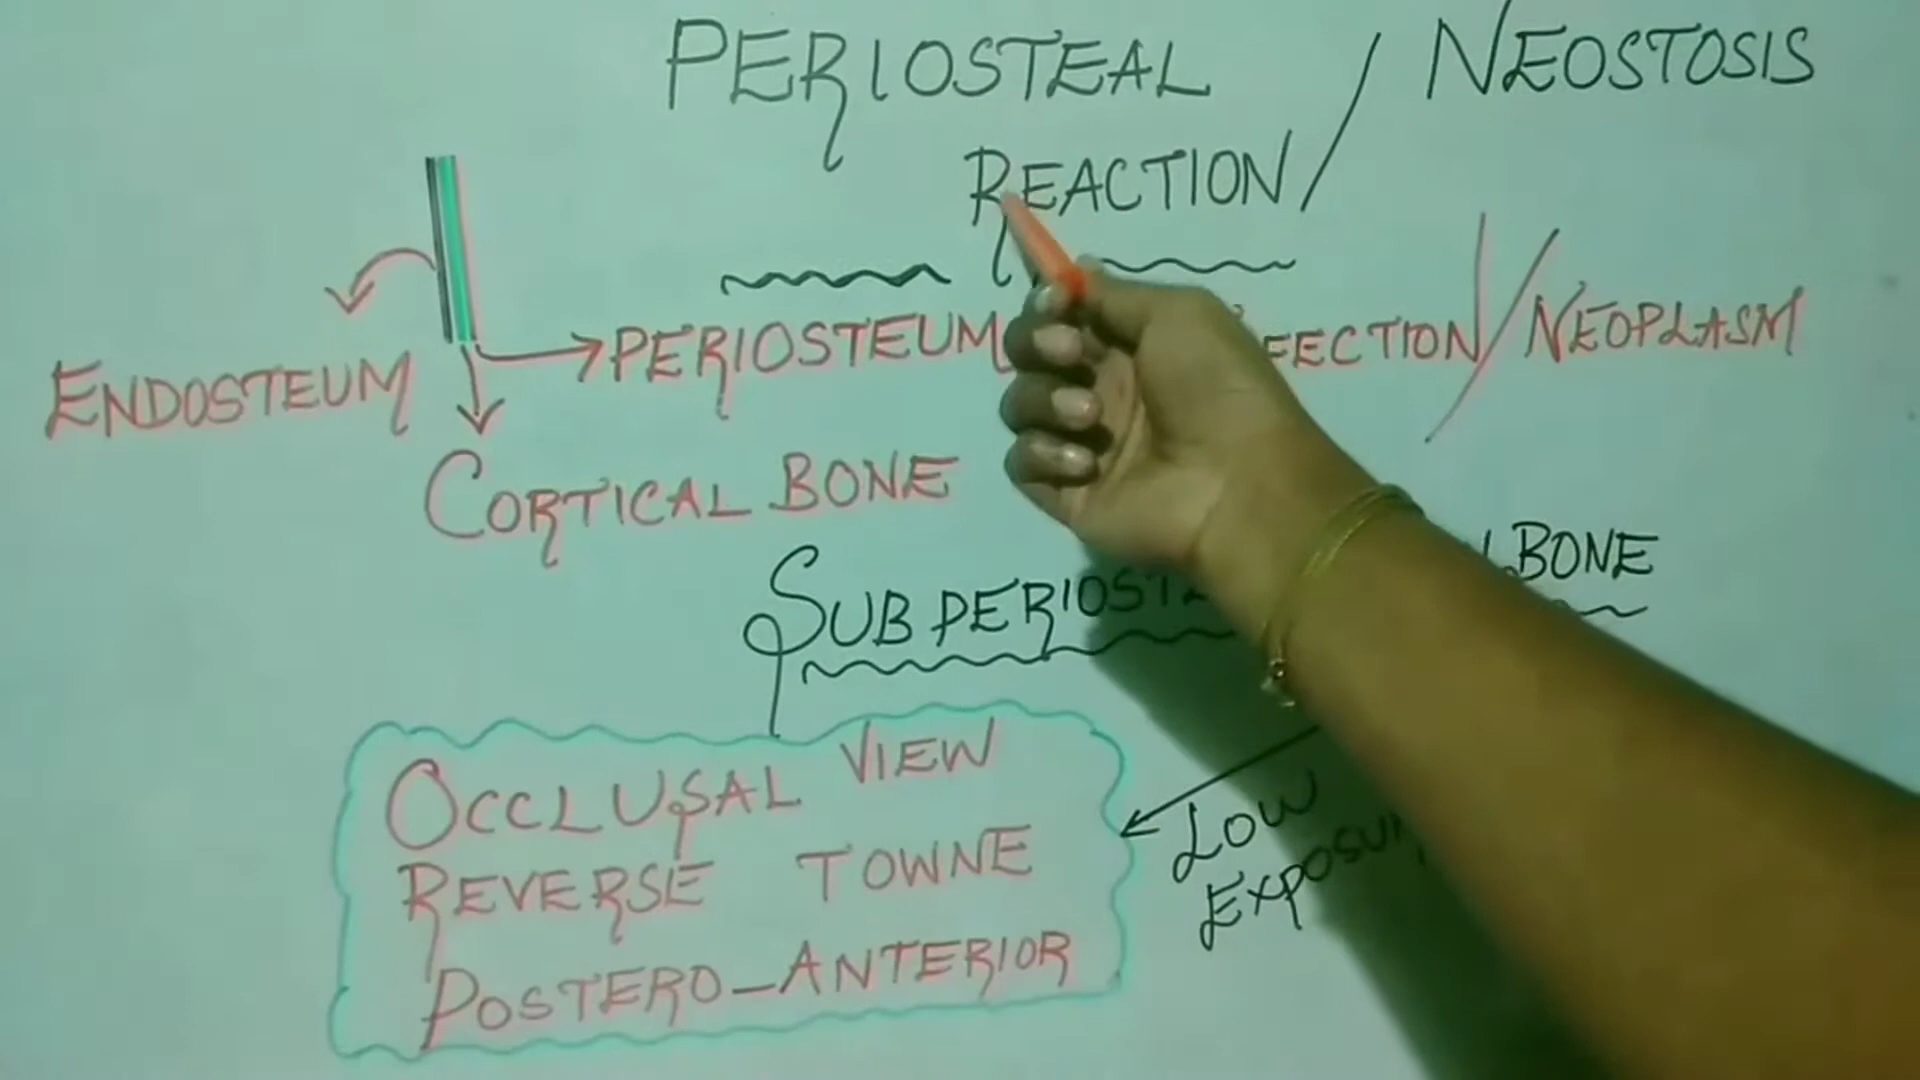 PERIOSTEAL / NEOSTOSIS
REACTION
ENDOSTEUM
PERIOSTEUM / NEOPLASM
CORTICAL BONE
BONE
OCCLUSAL VIEW
REVERSE TOWNE
POSTERO-ANTERIOR
LOW